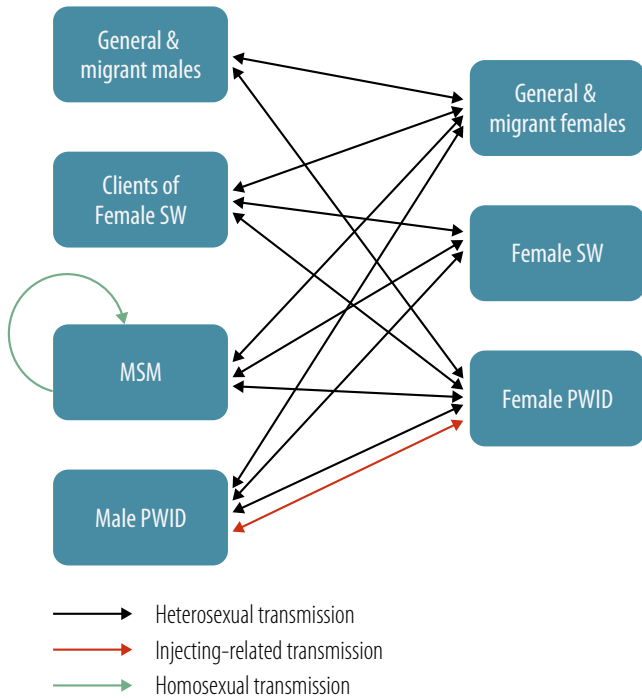 General &
migrant males
Clients of
Female SW
MSM
Male PWID
General &
migrant females
Female SW
Female PWID
Heterosexual transmission
Injecting-related transmission
Homosexual transmission